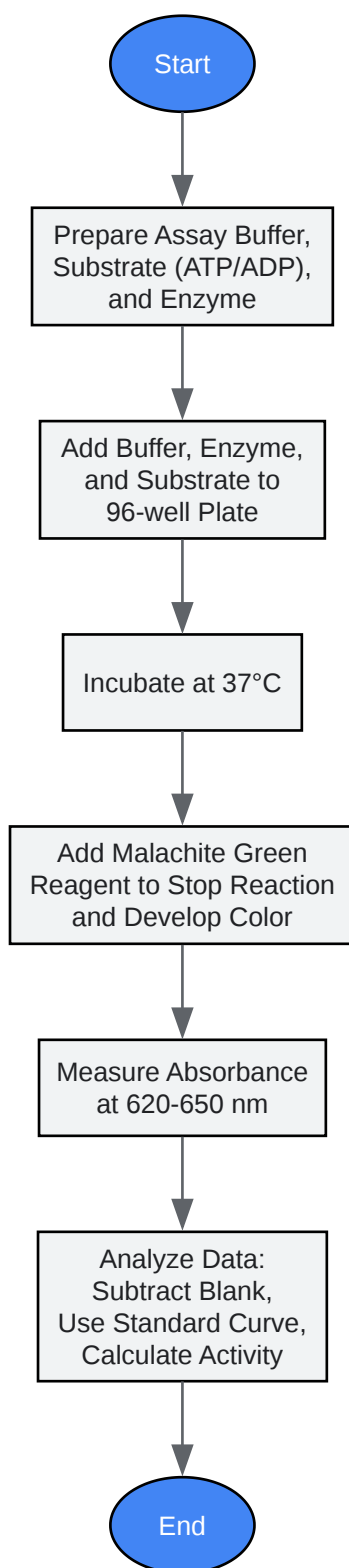 Start
Prepare Assay Buffer,
Substrate (ATP/ADP),
and Enzyme
Add Buffer, Enzyme,
and Substrate to
96-well Plate
Incubate at 37°C
Add Malachite Green
Reagent to Stop Reaction
and Develop Color
Measure Absorbance
at 620-650 nm
Analyze Data:
Subtract Blank,
Use Standard Curve,
Calculate Activity
End